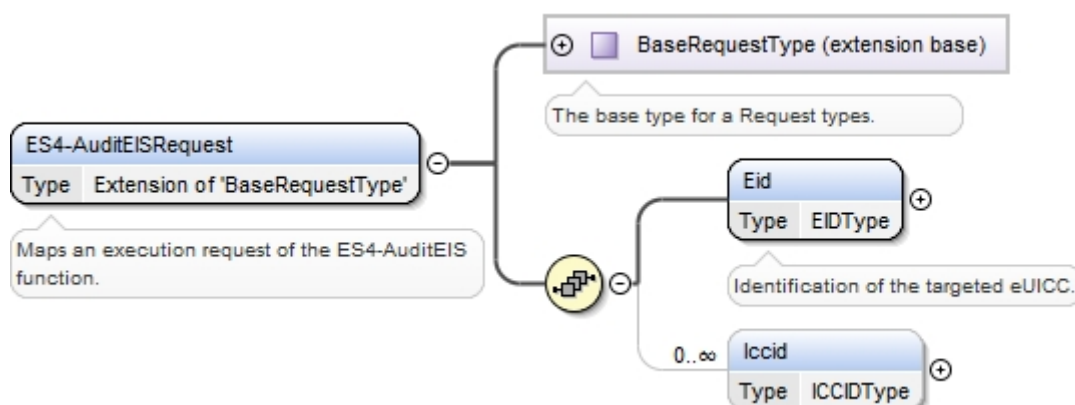 BaseRequestType (extension base)
The base type for a Request types.
ES4-AuditEISRequest
Type Extension of 'BaseRequestType'
Maps an execution request of the ES4-AuditEIS
function.
Eid
Type EIDType
Identification of the targeted eUICC.
0..∞
Iccid
Type ICCIDType